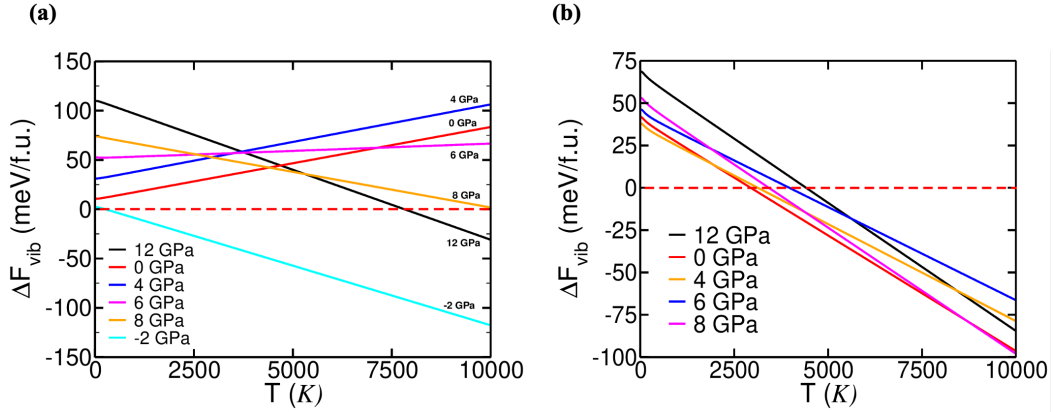 (a)
150
100
50
0
-50
-100
-150
ΔF_vib (meV/f.u.)
4 GPa
0 GPa
6 GPa
8 GPa
12 GPa
-2 GPa
12 GPa
0 GPa
4 GPa
6 GPa
8 GPa
-2 GPa
0 2500 5000 7500 10000
T (K)
(b)
75
50
25
0
-25
-50
-75
-100
ΔF_vib (meV)
12 GPa
0 GPa
4 GPa
6 GPa
8 GPa
0 2500 5000 7500 10000
T (K)